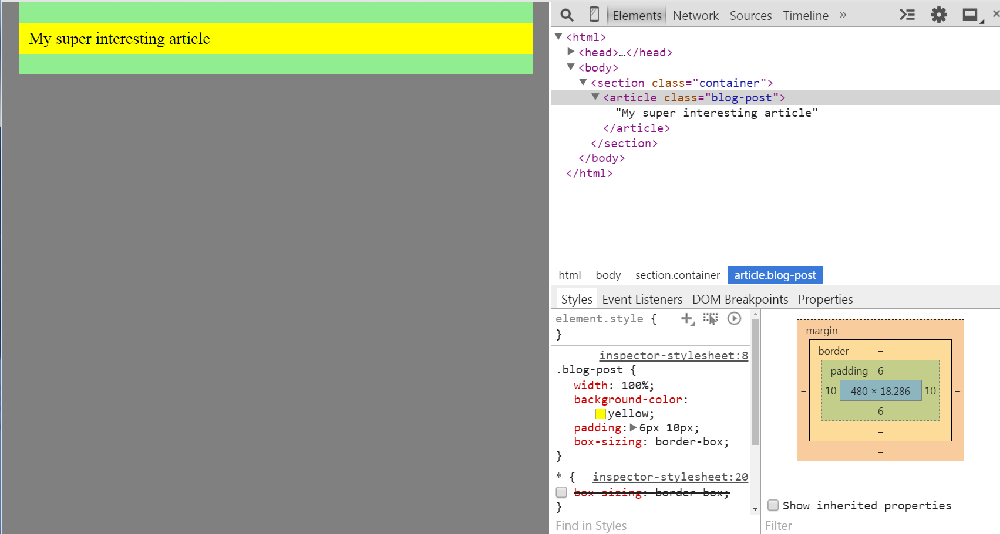 My super interesting article
Elements Network Sources Timeline »
<html>
<head>…</head>
<body>
<section class="container">
<article class="blog-post">
"My super interesting article"
</article>
</section>
</body>
</html>
html body section.container article.blog-post
Styles Event Listeners DOM Breakpoints Properties
element.style {
}
inspector-stylesheet:8
.blog-post {
width: 100%;
background-color:
yellow;
padding: 6px 10px;
box-sizing: border-box;
}
* { inspector-stylesheet:20
box-sizing: border-box;
}
Find in Styles
margin –
border –
padding 6
– – 10 480 × 18.286 10 – –
6
–
–
Show inherited properties
Filter